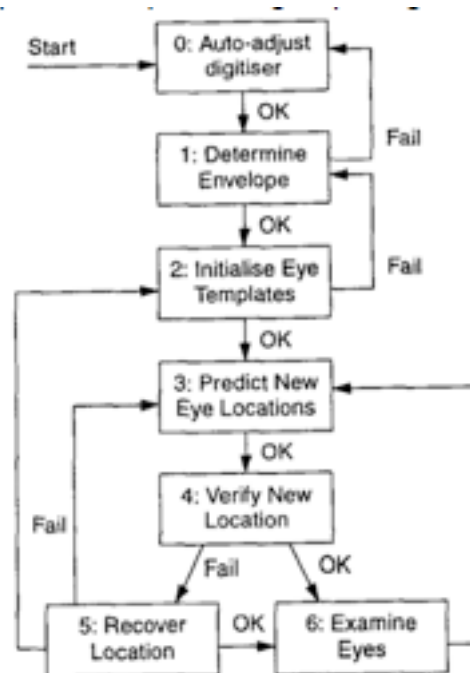 Start
0: Auto-adjust
digitiser
OK
Fail
1: Determine
Envelope
OK
Fail
2: Initialise Eye
Templates
OK
3: Predict New
Eye Locations
OK
4: Verify New
Location
Fail
Fail
OK
5: Recover
Location
OK
6: Examine
Eyes